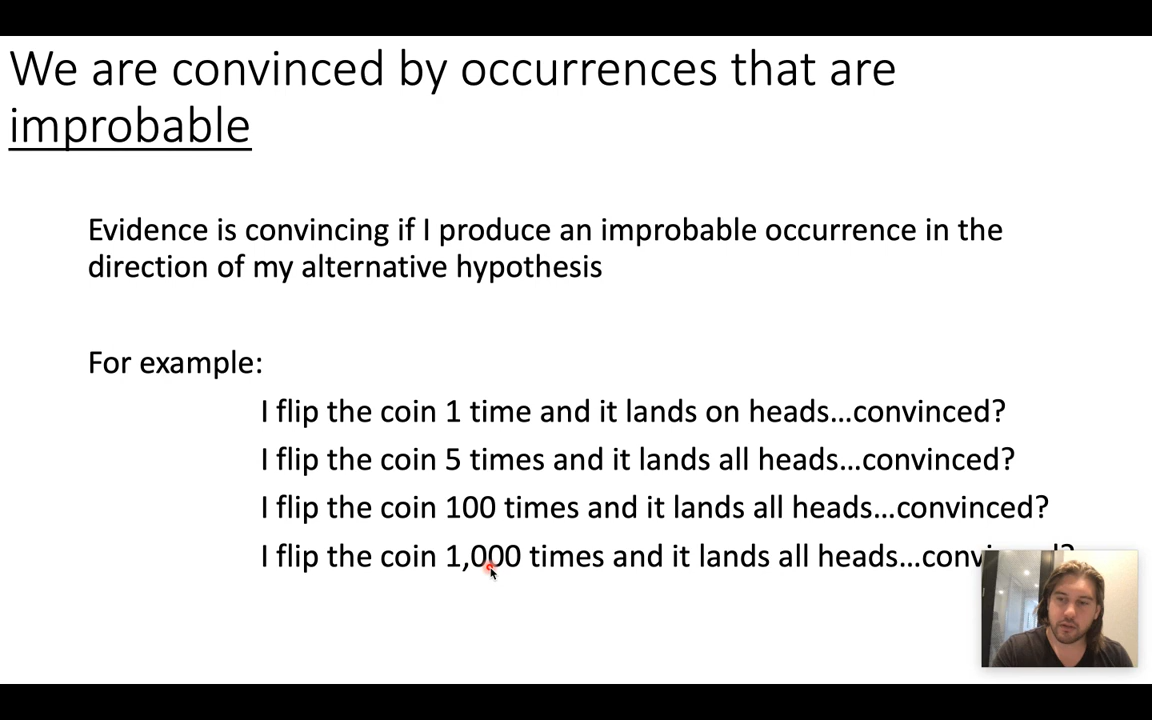 We are convinced by occurrences that are
improbable
Evidence is convincing if I produce an improbable occurrence in the
direction of my alternative hypothesis
For example:
I flip the coin 1 time and it lands on heads…convinced?
I flip the coin 5 times and it lands all heads…convinced?
I flip the coin 100 times and it lands all heads…convinced?
I flip the coin 1,000 times and it lands all heads…